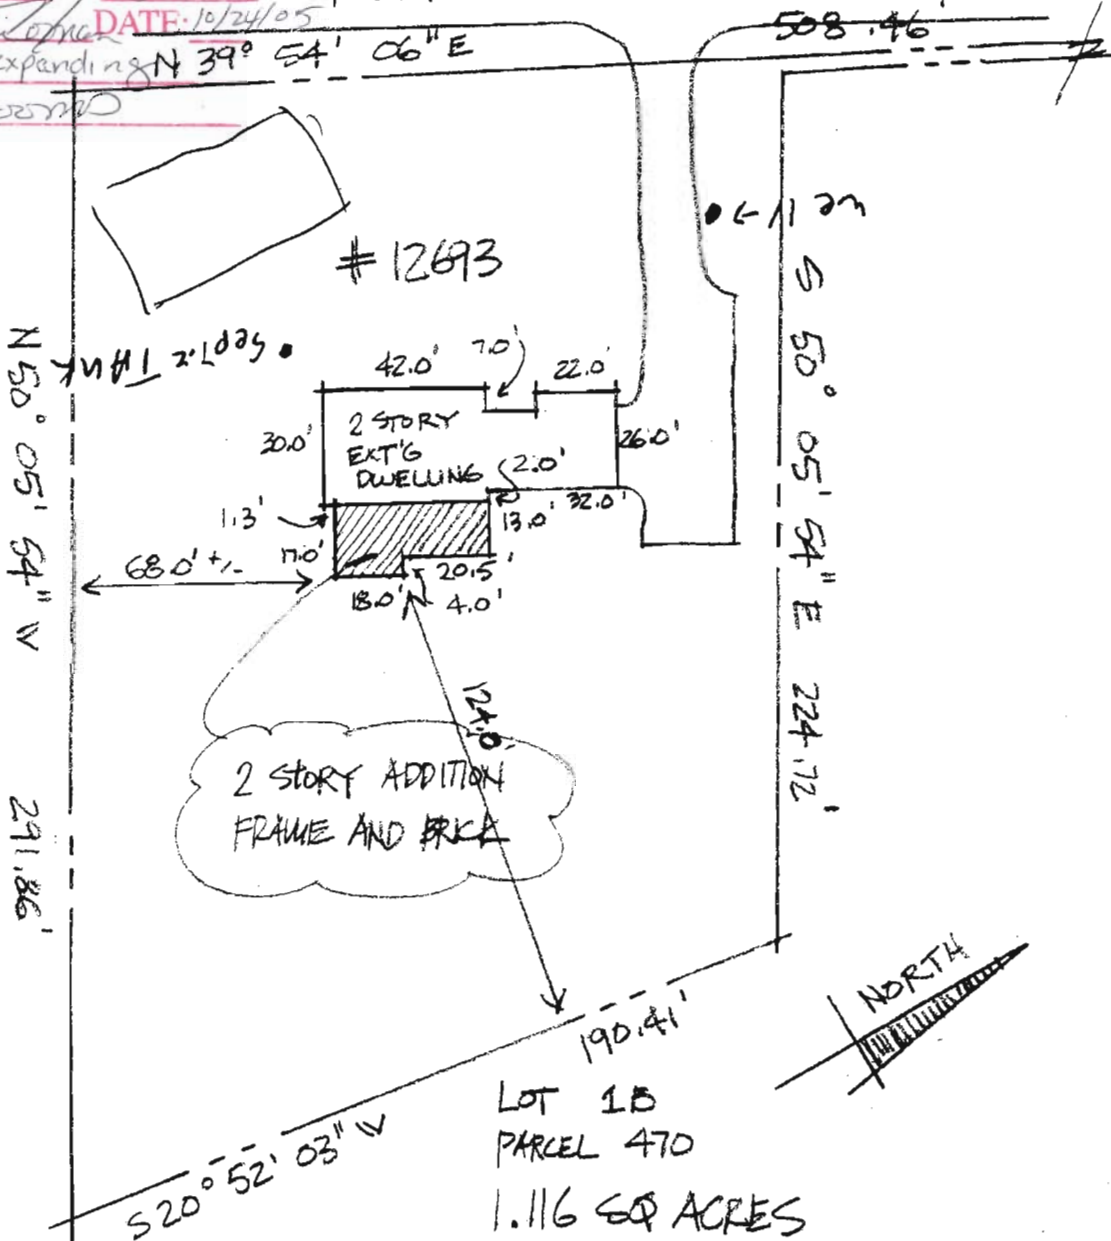 DATE: 10/24/05
expanding
N 39° 54' 06" E
508.46'
well
# 12693
Septic TANK
N 50° 05' 54" W
291.86'
S 50° 05' 54" E 224.72'
42.0'
7.0'
22.0'
30.0'
2 STORY
EXT'G
DWELLING
26.0'
2.0'
32.0'
1.3'
13.0'
17.0'
68.0' +/-
20.5'
18.0'
4.0'
124.0'
2 STORY ADDITION
FRAME AND BRICK
190.41'
S 20° 52' 03" W
NORTH
LOT 1B
PARCEL 470
1.116 SQ ACRES